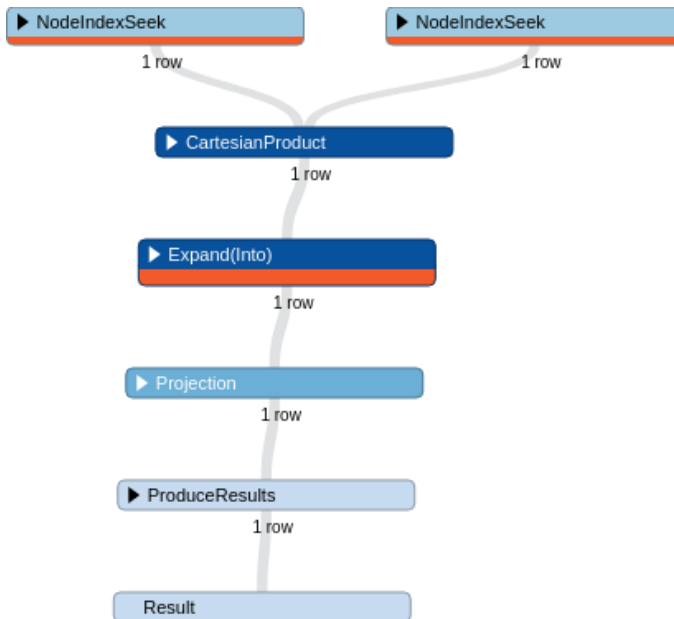 NodeIndexSeek
NodeIndexSeek
1 row
1 row
CartesianProduct
1 row
Expand(Into)
1 row
Projection
1 row
ProduceResults
1 row
Result